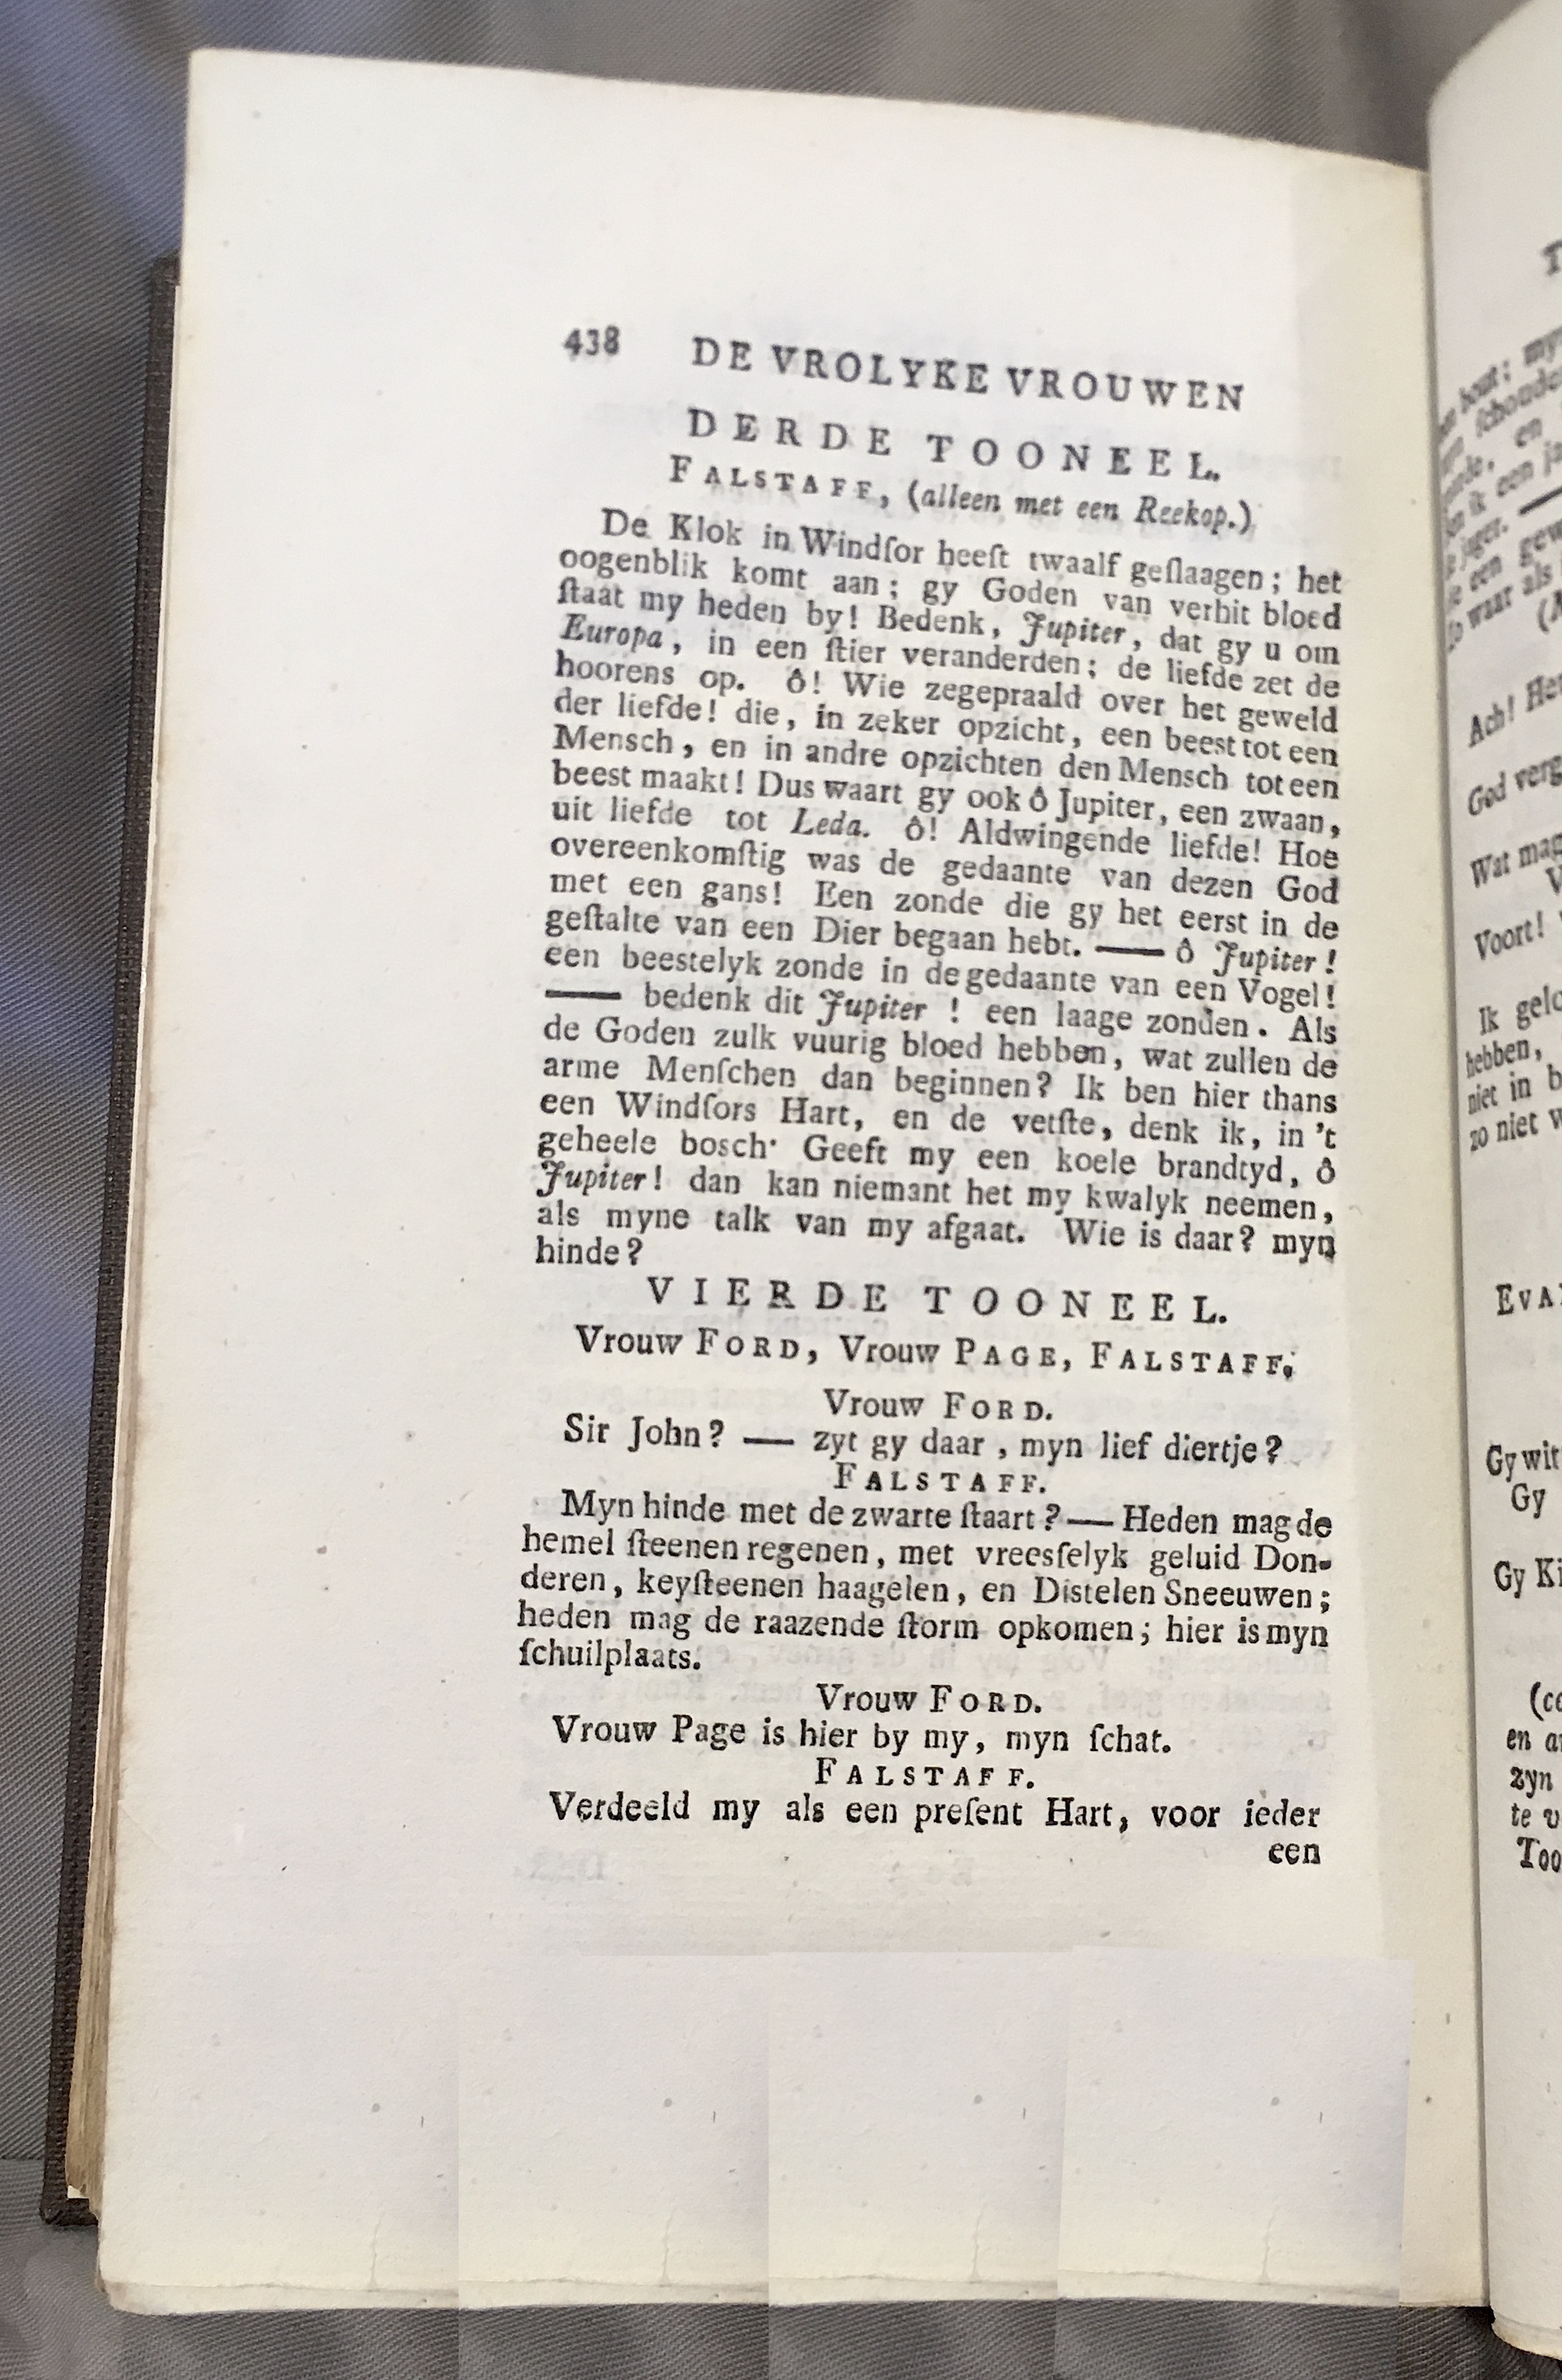 438 DE VROLYKE VROUWEN
DERDE TOONEEL.
FALSTAFF, (alleen met een Reekop.)
De Klok in Windſor heeft twaalf geſlaagen; het
oogenblik komt aan; gy Goden van verhit bloed
ſtaat my heden by! Bedenk, Jupiter, dat gy u om
Europa, in een ſtier veranderden; de liefde zet de
hoorens op. ô! Wie zegepraald over het geweld
der liefde! die, in zeker opzicht, een beest tot een
Mensch, en in andre opzichten den Mensch tot een
beest maakt! Dus waart gy ook ô Jupiter, een zwaan,
uit liefde tot Leda. ô! Aldwingende liefde! Hoe
overeenkomſtig was de gedaante van dezen God
met een gans! Een zonde die gy het eerst in de
geſtalte van een Dier begaan hebt. —— ô Jupiter!
een beestelyk zonde in de gedaante van een Vogel!
—— bedenk dit Jupiter! een laage zonden. Als
de Goden zulk vuurig bloed hebben, wat zullen de
arme Menſchen dan beginnen? Ik ben hier thans
een Windſors Hart, en de vetſte, denk ik, in 't
geheele bosch· Geeft my een koele brandtyd, ô
Jupiter! dan kan niemant het my kwalyk neemen,
als myne talk van my afgaat. Wie is daar? myn
hinde?
VIERDE TOONEEL.
Vrouw FORD, Vrouw PAGE, FALSTAFF.
Vrouw FORD.
Sir John? — zyt gy daar, myn lief diertje?
FALSTAFF.
Myn hinde met de zwarte ſtaart? — Heden mag de
hemel ſteenen regenen, met vreesſelyk geluid Don-
deren, keyſteenen haagelen, en Distelen Sneeuwen;
heden mag de raazende ſtorm opkomen; hier is myn
ſchuilplaats.
Vrouw FORD.
Vrouw Page is hier by my, myn ſchat.
FALSTAFF.
Verdeeld my als een preſent Hart, voor ieder
een